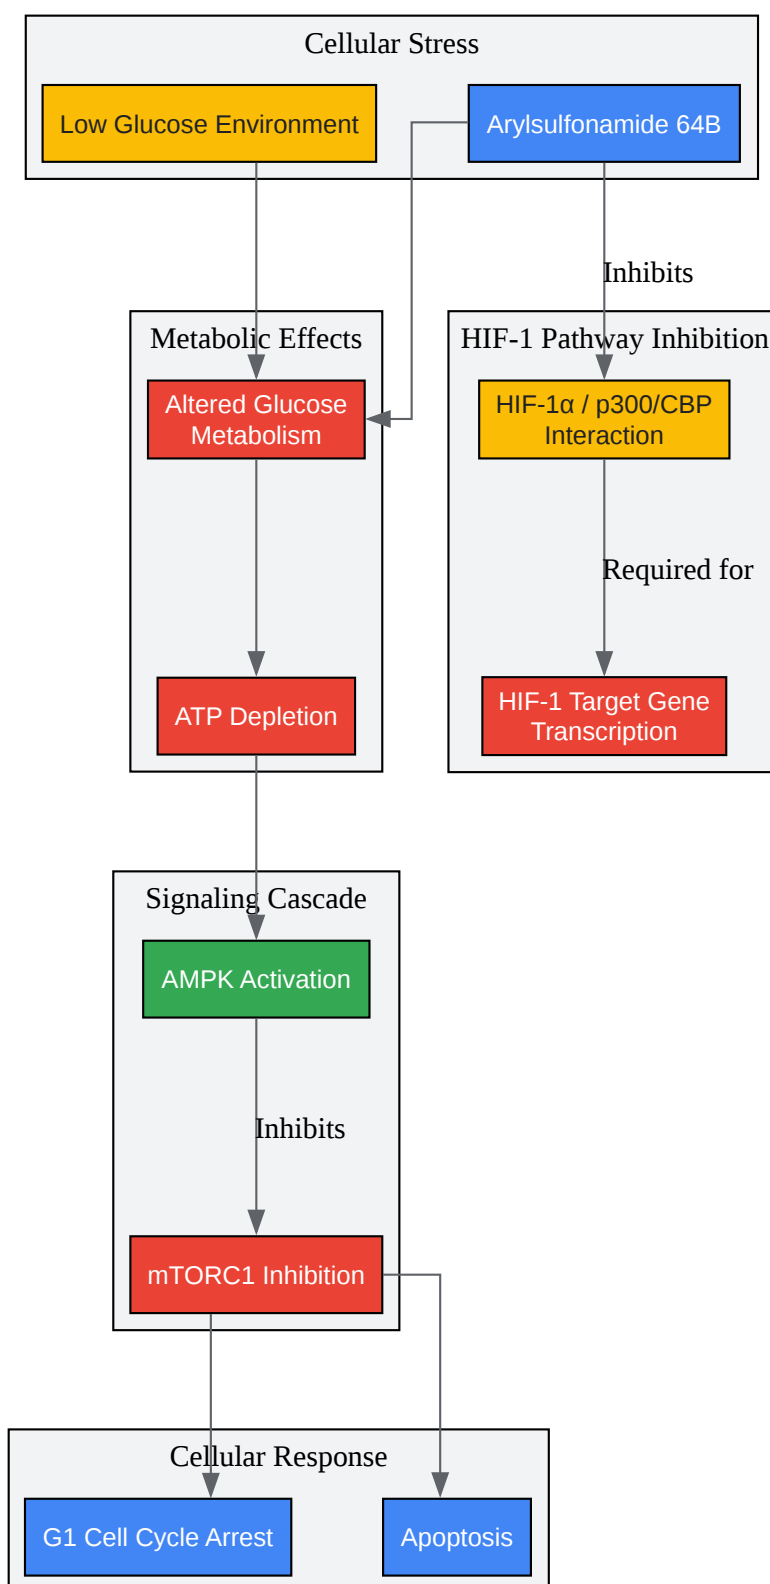 Cellular Stress
Low Glucose Environment
Arylsulfonamide 64B
Inhibits
Metabolic Effects
HIF-1 Pathway Inhibition
Altered Glucose
Metabolism
HIF-1α / p300/CBP
Interaction
Required for
ATP Depletion
HIF-1 Target Gene
Transcription
Signaling Cascade
AMPK Activation
Inhibits
mTORC1 Inhibition
Cellular Response
G1 Cell Cycle Arrest
Apoptosis